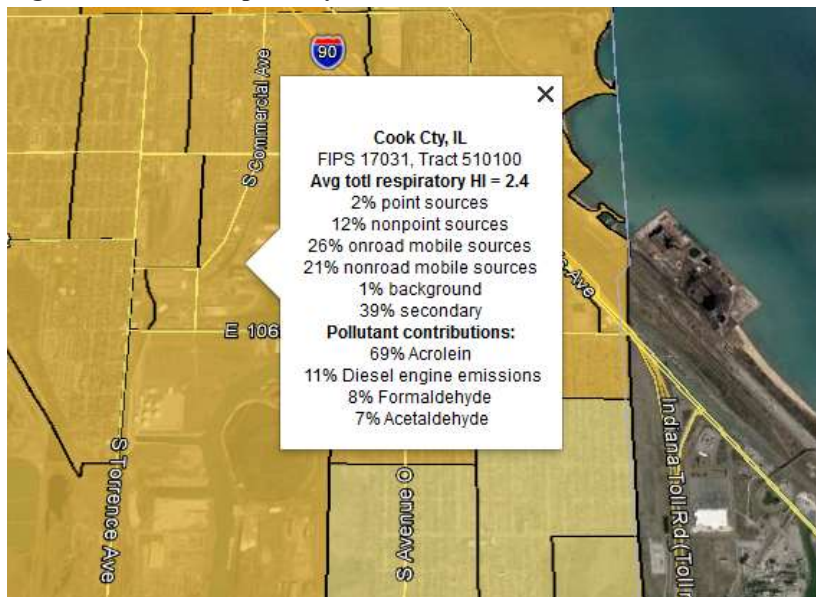 90
S Commercial Ave
Cook Cty, IL
FIPS 17031, Tract 510100
Avg totl respiratory HI = 2.4
2% point sources
12% nonpoint sources
26% onroad mobile sources
21% nonroad mobile sources
1% background
39% secondary
Pollutant contributions:
69% Acrolein
11% Diesel engine emissions
8% Formaldehyde
7% Acetaldehyde
Ave
E 106
S Torrence Ave
S Avenue O
Indiana Toll Rd (Toll